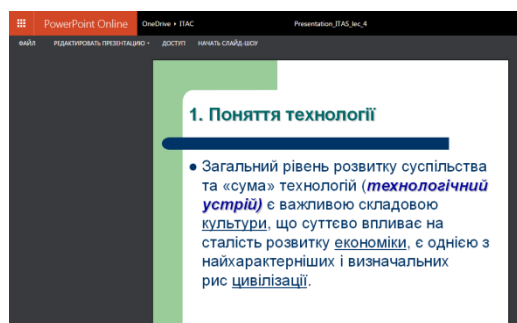 PowerPoint Online OneDrive ▸ ITAC Presentation_ITAS_lec_4
ФАЙЛ РЕДАКТИРОВАТЬ ПРЕЗЕНТАЦИЮ ДОСТУП НАЧАТЬ СЛАЙД-ШОУ
1. Поняття технології
● Загальний рівень розвитку суспільства
та «сума» технологій (технологічний
устрій) є важливою складовою
культури, що суттєво впливає на
сталість розвитку економіки, є однією з
найхарактерніших і визначальних
рис цивілізації.